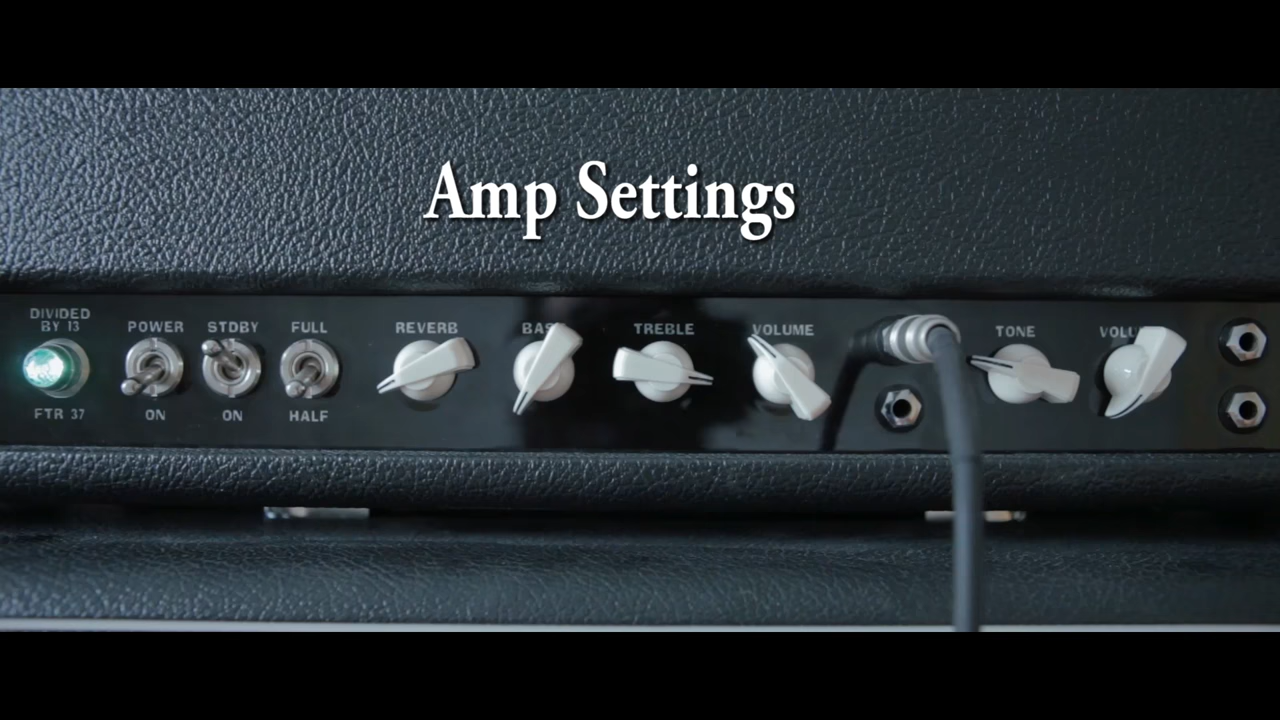 Amp Settings
DIVIDED
BY 13
POWER
STDBY
FULL
REVERB
TREBLE
VOLUME
TONE
FTR 37
ON
ON
HALF